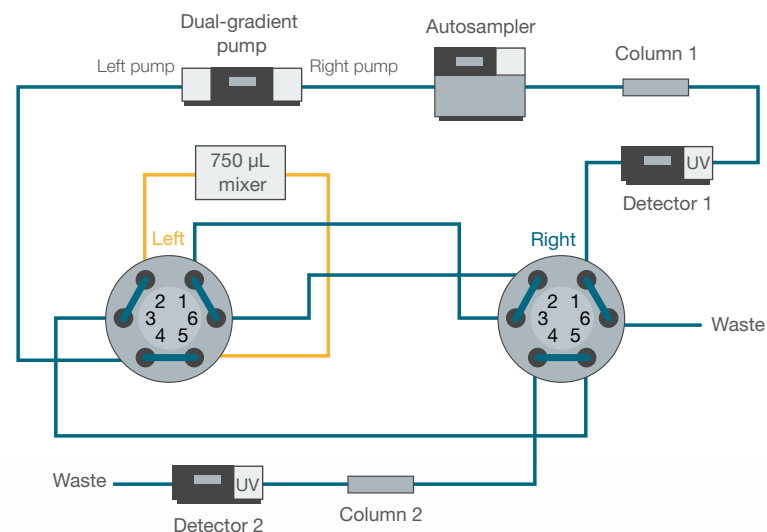 Dual-gradient
pump
Autosampler
Left pump
Right pump
Column 1
750 µL
mixer
UV
Detector 1
Left
Right
2 1
3 6
4 5
2 1
3 6
4 5
Waste
Waste
UV
Detector 2
Column 2